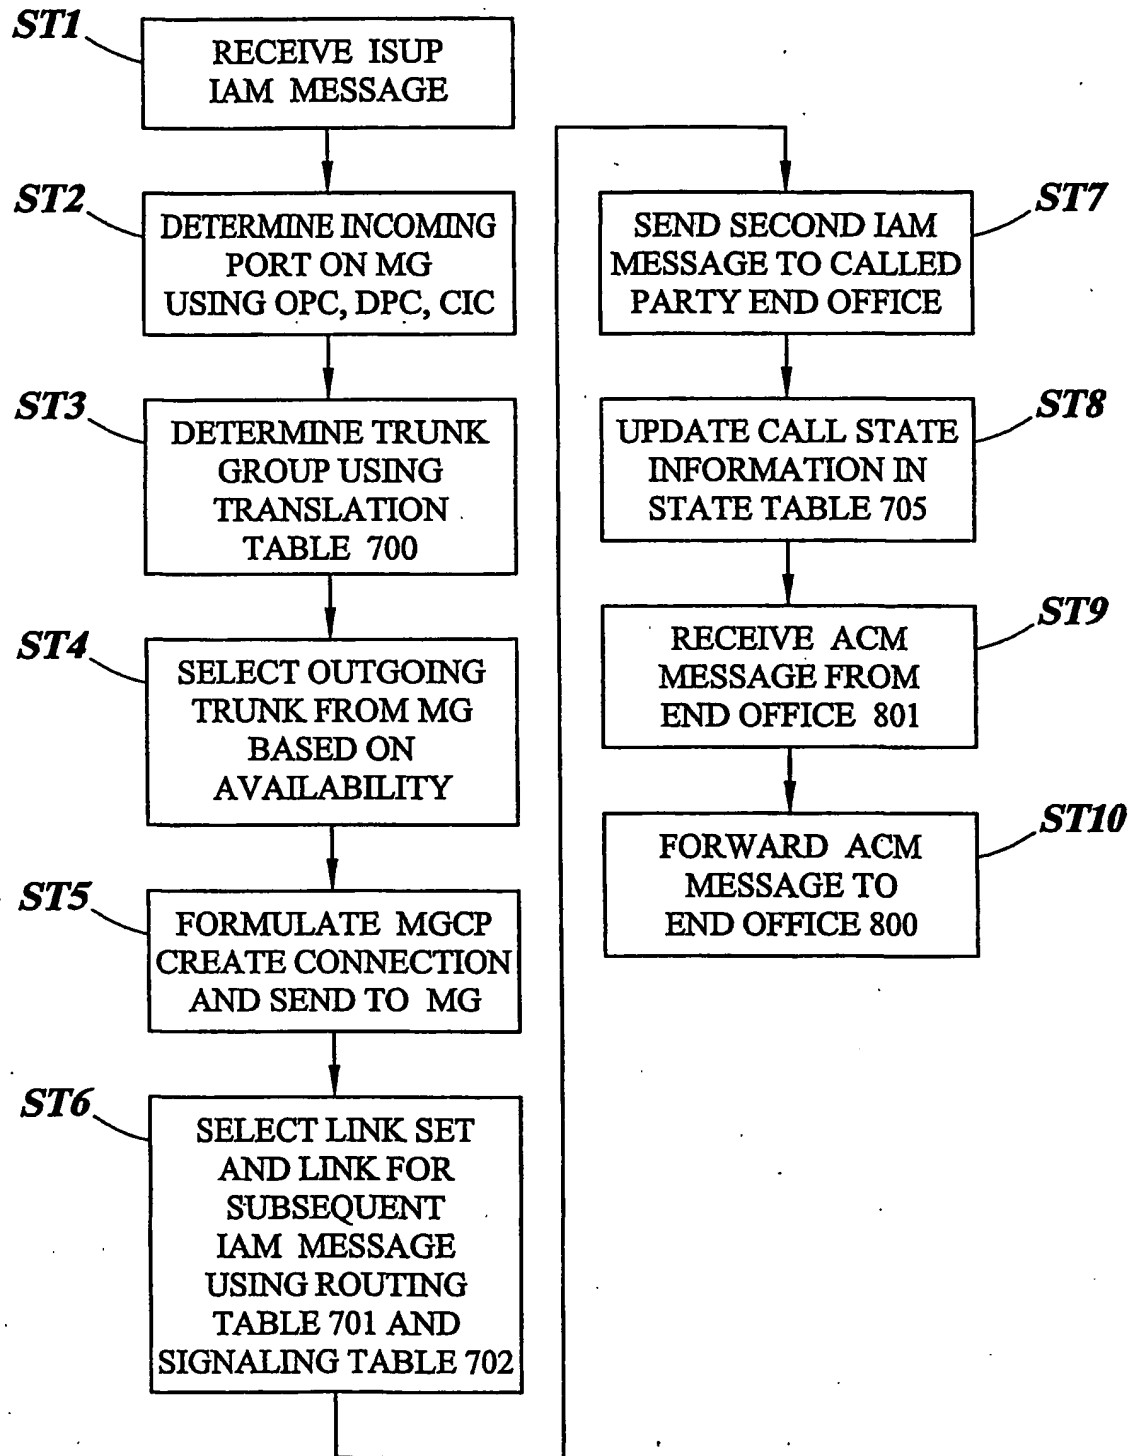 ST1
RECEIVE ISUP
IAM MESSAGE
ST2
DETERMINE INCOMING
PORT ON MG
USING OPC, DPC, CIC
ST3
DETERMINE TRUNK
GROUP USING
TRANSLATION
TABLE 700
ST4
SELECT OUTGOING
TRUNK FROM MG
BASED ON
AVAILABILITY
ST5
FORMULATE MGCP
CREATE CONNECTION
AND SEND TO MG
ST6
SELECT LINK SET
AND LINK FOR
SUBSEQUENT
IAM MESSAGE
USING ROUTING
TABLE 701 AND
SIGNALING TABLE 702
ST7
SEND SECOND IAM
MESSAGE TO CALLED
PARTY END OFFICE
ST8
UPDATE CALL STATE
INFORMATION IN
STATE TABLE 705
ST9
RECEIVE ACM
MESSAGE FROM
END OFFICE 801
ST10
FORWARD ACM
MESSAGE TO
END OFFICE 800